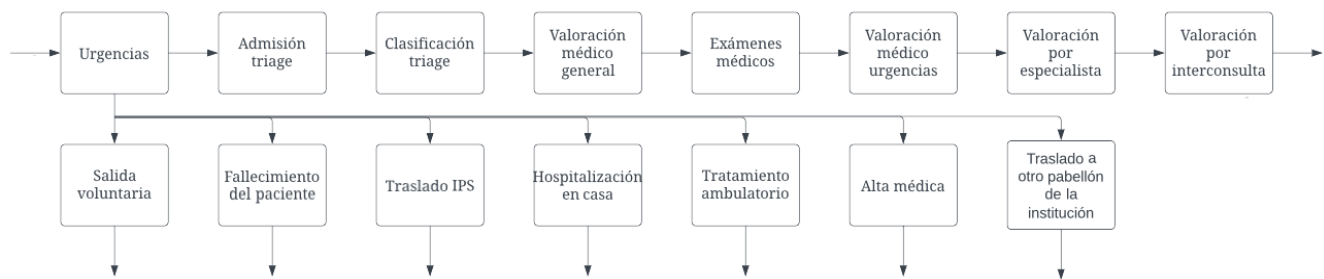 Urgencias
Admisión
triage
Clasificación
triage
Valoración
médico
general
Exámenes
médicos
Valoración
médico
urgencias
Valoración
por
especialista
Valoración
por
interconsulta
Salida
voluntaria
Fallecimiento
del paciente
Traslado IPS
Hospitalización
en casa
Tratamiento
ambulatorio
Alta médica
Traslado a
otro pabellón
de la
institución